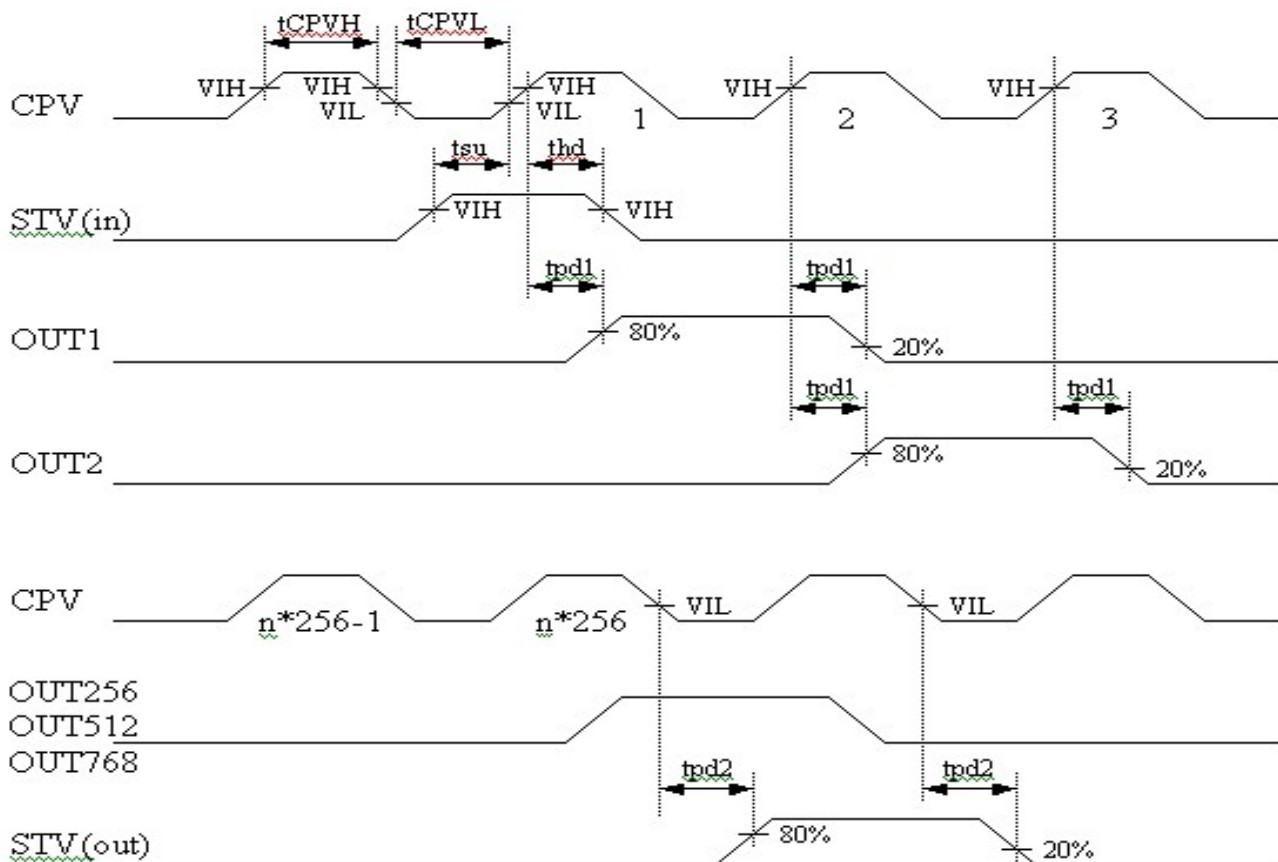 tCPVH tCPVL
CPV VIH VIH VIL VIH VIL 1 VIH 2 VIH 3
tsu thd
STV(in) VIH VIH
tpd1 tpd1
OUT1 80% 20%
tpd1 tpd1
OUT2 80% 20%
CPV n*256-1 n*256 VIL VIL
OUT256
OUT512
OUT768
tpd2 tpd2
STV(out) 80% 20%